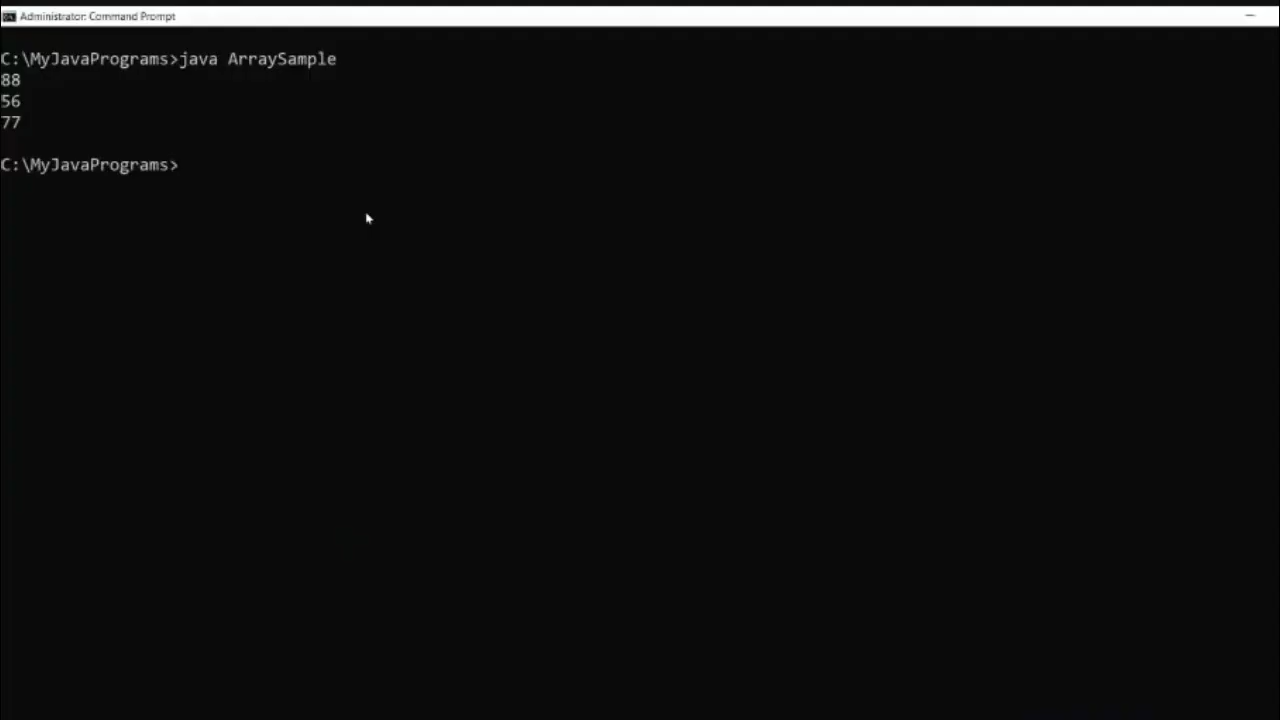 Administrator: Command Prompt
C:\MyJavaPrograms>java ArraySample
88
56
77
C:\MyJavaPrograms>